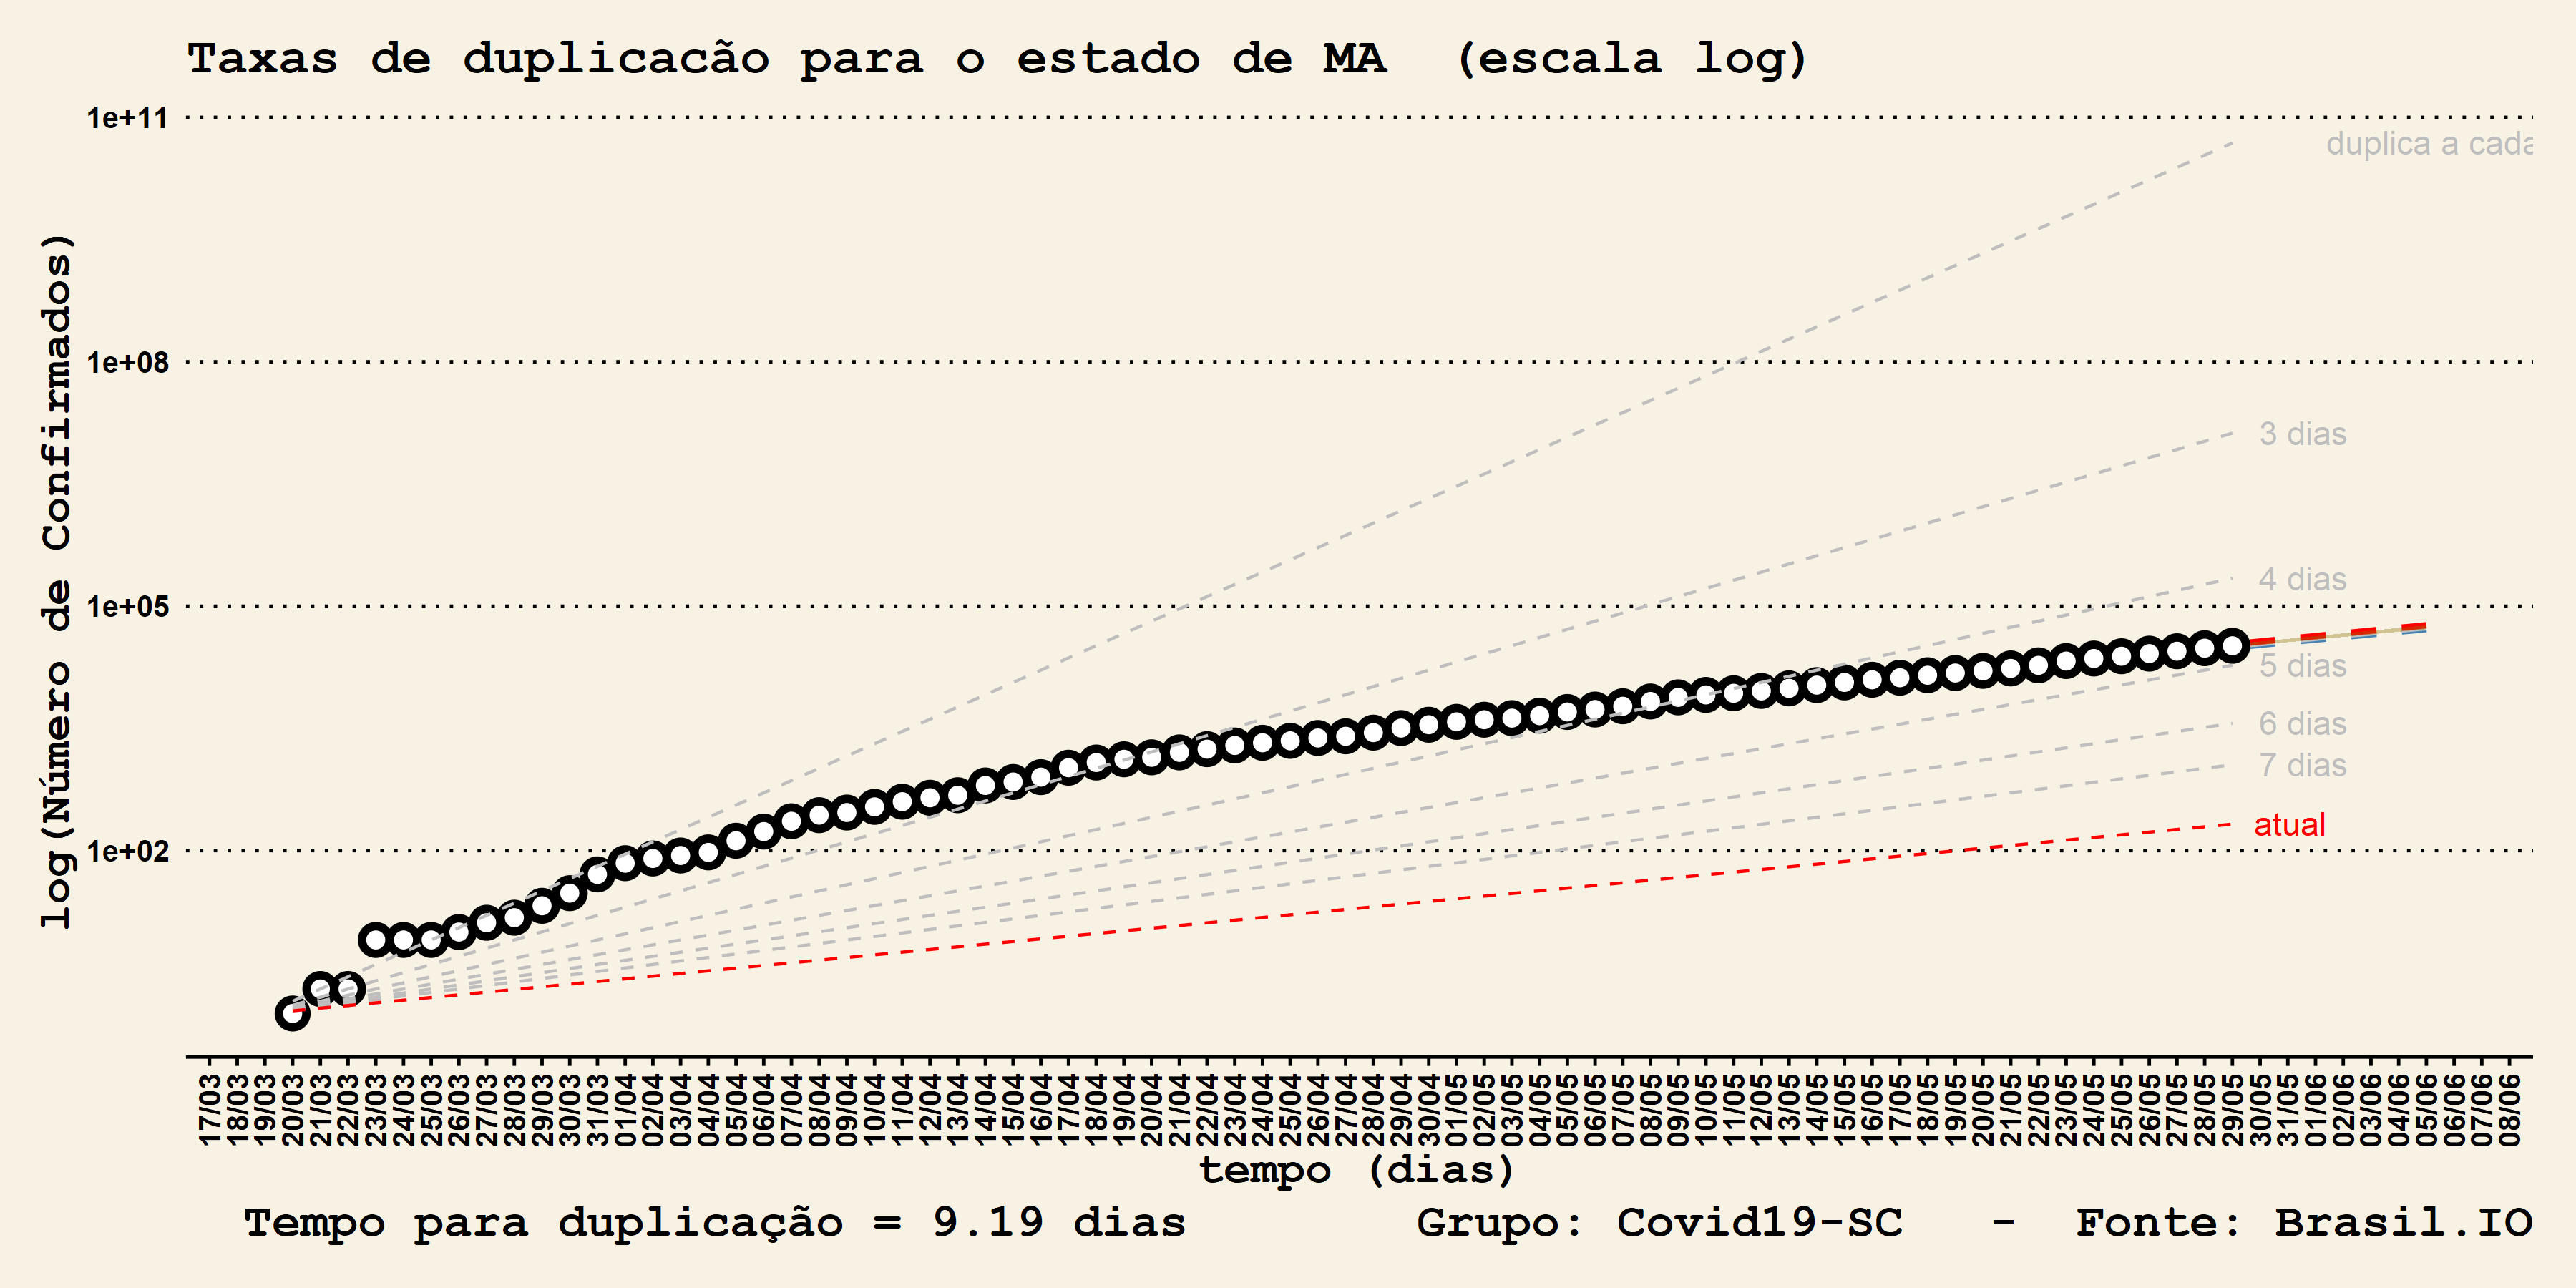 Taxas de duplicacão para o estado de MA  (escala log)
log(Número de Confirmados)
1e+11
1e+08
1e+05
1e+02
duplica a cada
3 dias
4 dias
5 dias
6 dias
7 dias
atual
17/03 18/03 19/03 20/03 21/03 22/03 23/03 24/03 25/03 26/03 27/03 28/03 29/03 30/03 31/03 01/04 02/04 03/04 04/04 05/04 06/04 07/04 08/04 09/04 10/04 11/04 12/04 13/04 14/04 15/04 16/04 17/04 18/04 19/04 20/04 21/04 22/04 23/04 24/04 25/04 26/04 27/04 28/04 29/04 30/04 01/05 02/05 03/05 04/05 05/05 06/05 07/05 08/05 09/05 10/05 11/05 12/05 13/05 14/05 15/05 16/05 17/05 18/05 19/05 20/05 21/05 22/05 23/05 24/05 25/05 26/05 27/05 28/05 29/05 30/05 31/05 01/06 02/06 03/06 04/06 05/06 06/06 07/06 08/06
tempo (dias)
Tempo para duplicação = 9.19 dias        Grupo: Covid19-SC   -  Fonte: Brasil.IO